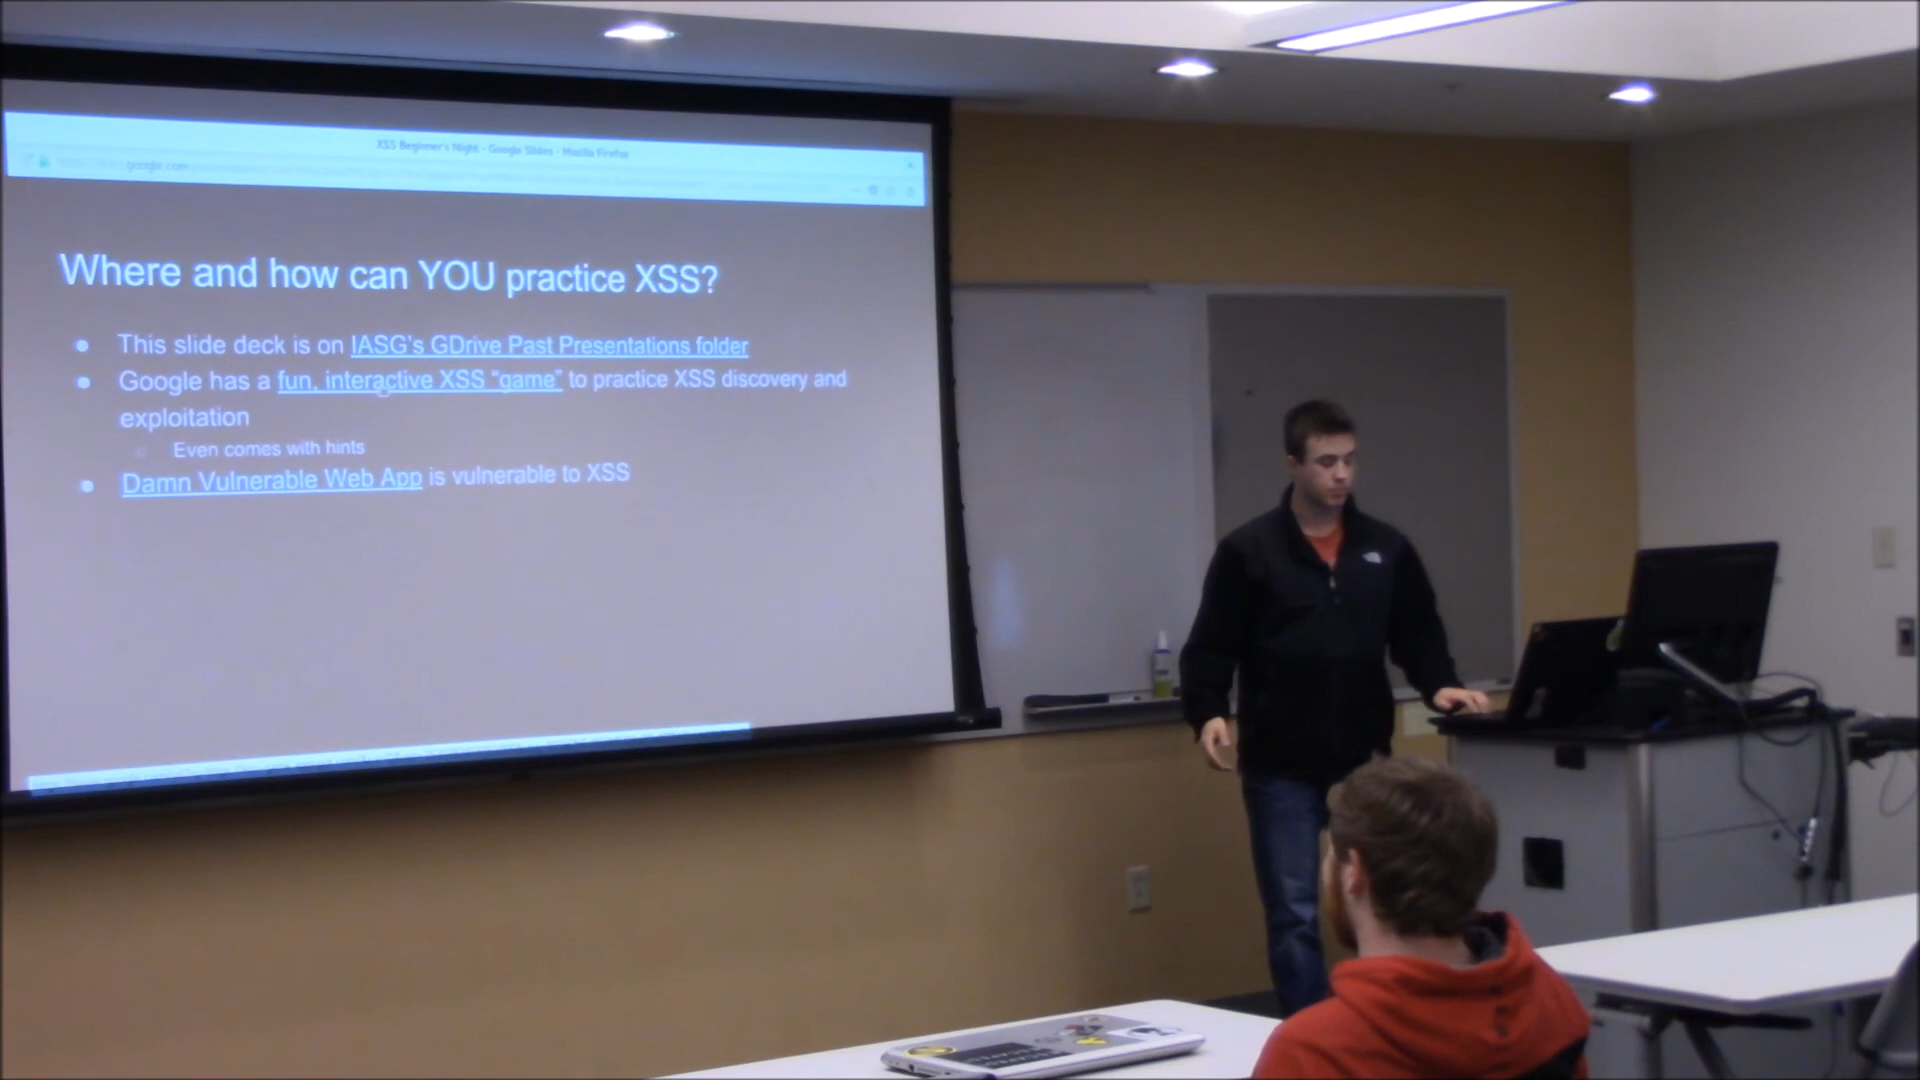 XSS Beginner's Night - Google Slides - Mozilla Firefox
google.com
Where and how can YOU practice XSS?
This slide deck is on IASG's GDrive Past Presentations folder
Google has a fun, interactive XSS “game” to practice XSS discovery and
exploitation
Even comes with hints
Damn Vulnerable Web App is vulnerable to XSS